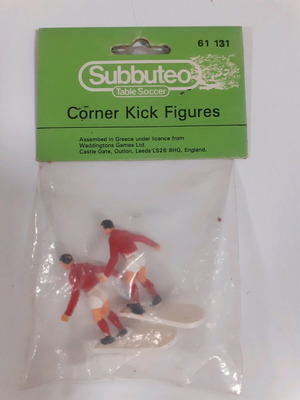 61 131
Subbuteo
Table Soccer
Corner Kick Figures
Assembled in Greece under licence from
Waddingtons Games Ltd.
Castle Gate, Oulton, Leeds LS26 8HG, England.